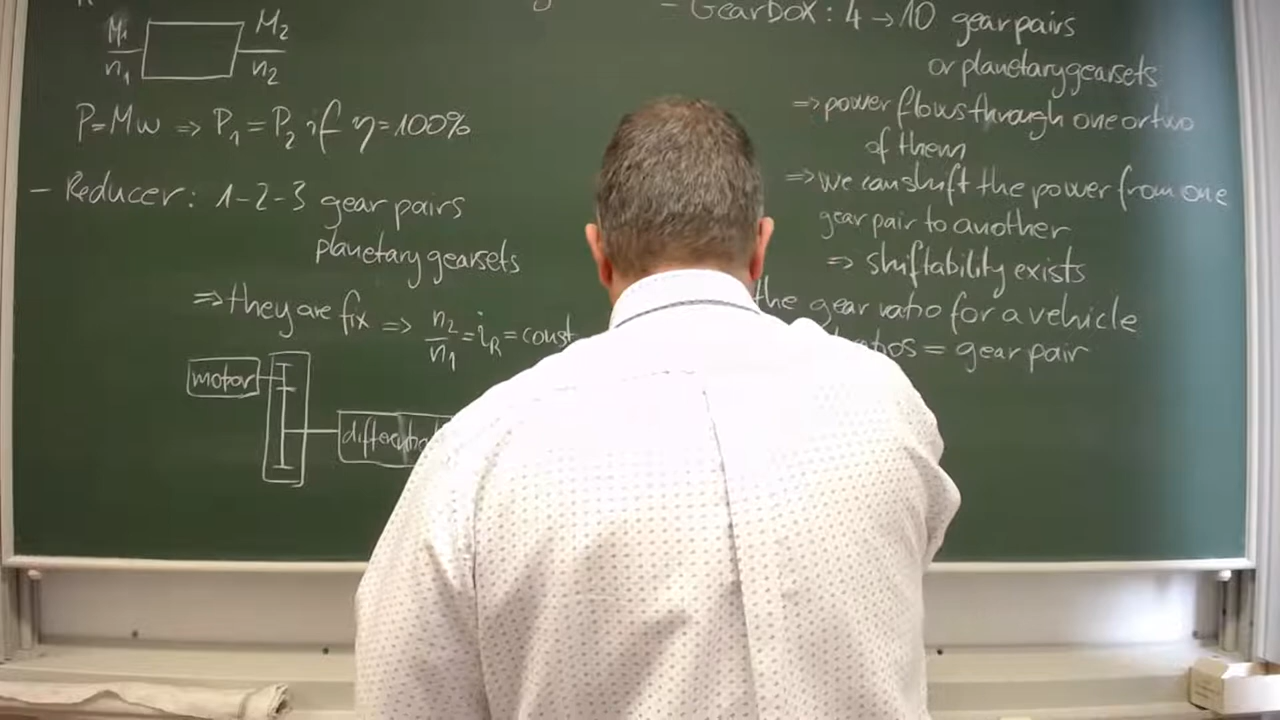 M₁ M₂
n₁ n₂
P=Mω ⇒ P₁ = P₂ if η=100%
- Reducer: 1-2-3 gear pairs
planetary gearsets
⇒ they are fix ⇒ n₂/n₁ = i_R = const
motor
differential
- Gearbox: 4 → 10 gear pairs
or planetary gearsets
⇒ power flows through one or two
of them
⇒ we can shift the power from one
gear pair to another
⇒ shiftability exists
the gear ratio for a vehicle
= gear pair